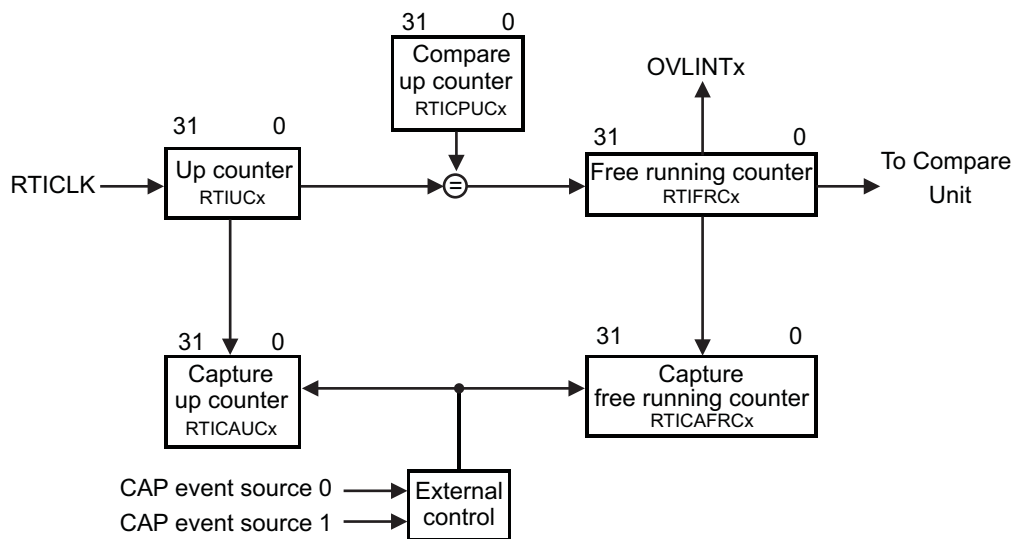 31 0
Compare
up counter
RTICPUCx
OVLINTx
31 0
Up counter
RTIUCx
RTICLK
=
31 0
Free running counter
RTIFRCx
To Compare
Unit
31 0
Capture
up counter
RTICAUCx
31 0
Capture
free running counter
RTICAFRCx
CAP event source 0
CAP event source 1
External
control